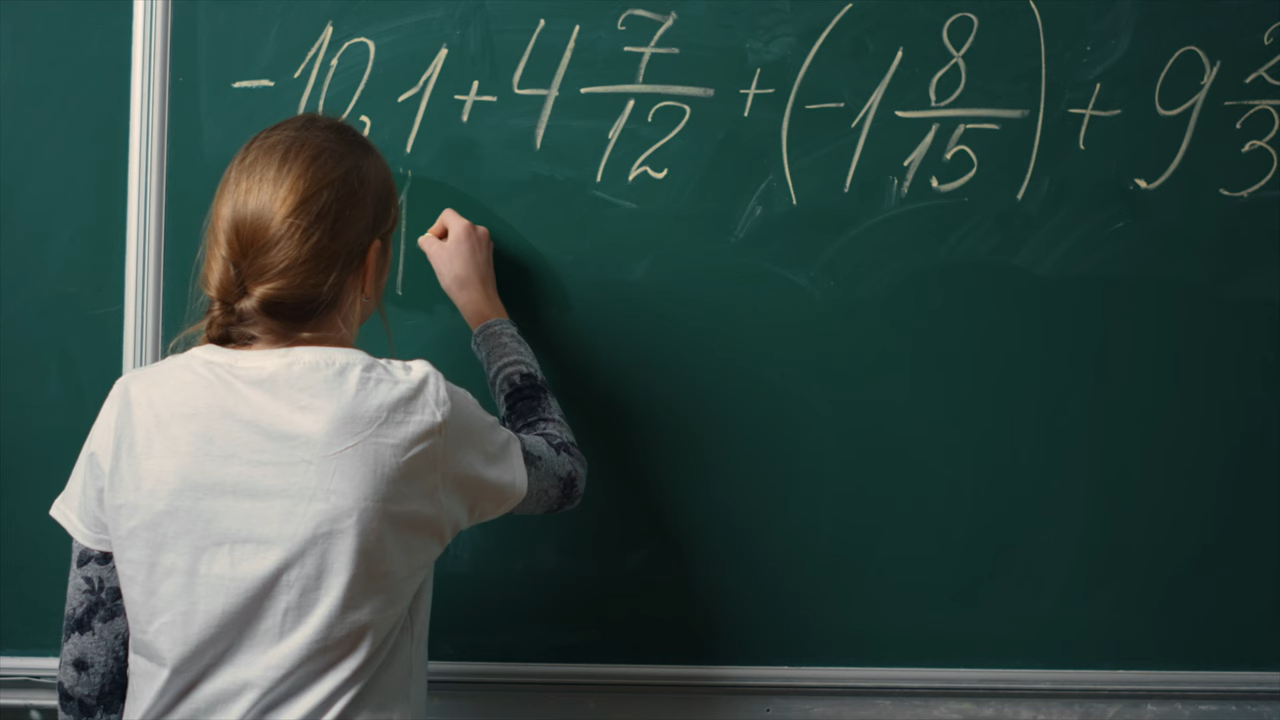 -10,1 + 4 7/12 + (-1 8/15) + 9 2/3